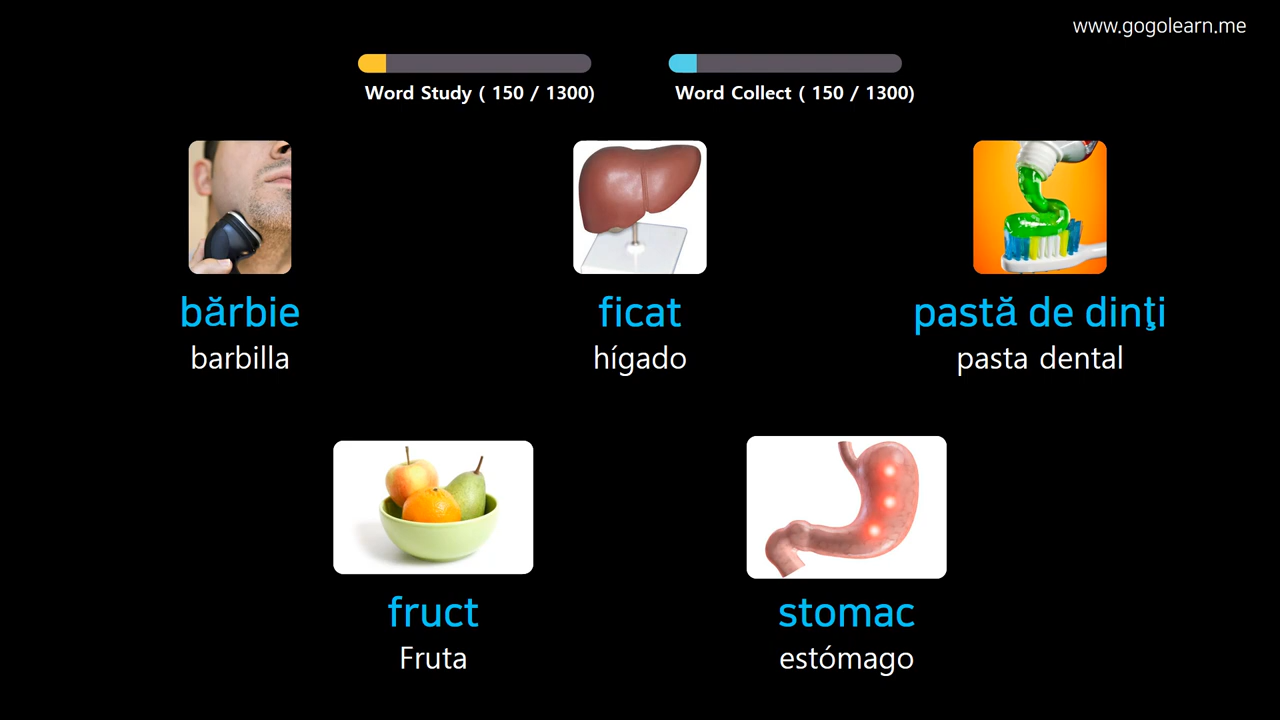 www.gogolearn.me
Word Study ( 150 / 1300)
Word Collect ( 150 / 1300)
bărbie
barbilla
ficat
hígado
pastă de dinţi
pasta dental
fruct
Fruta
stomac
estómago